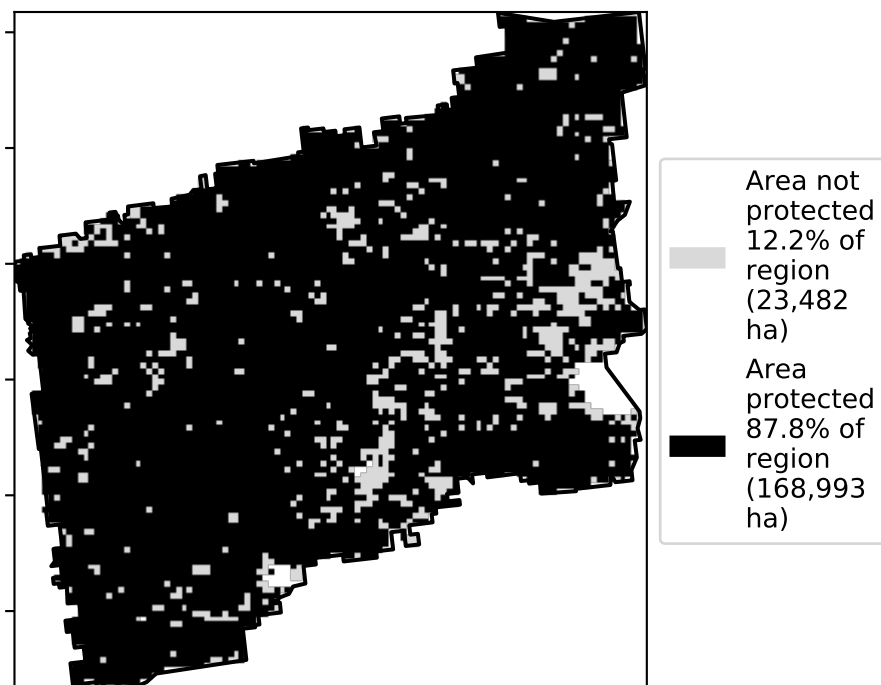 Area not
protected
12.2% of
region
(23,482
ha)
Area
protected
87.8% of
region
(168,993
ha)